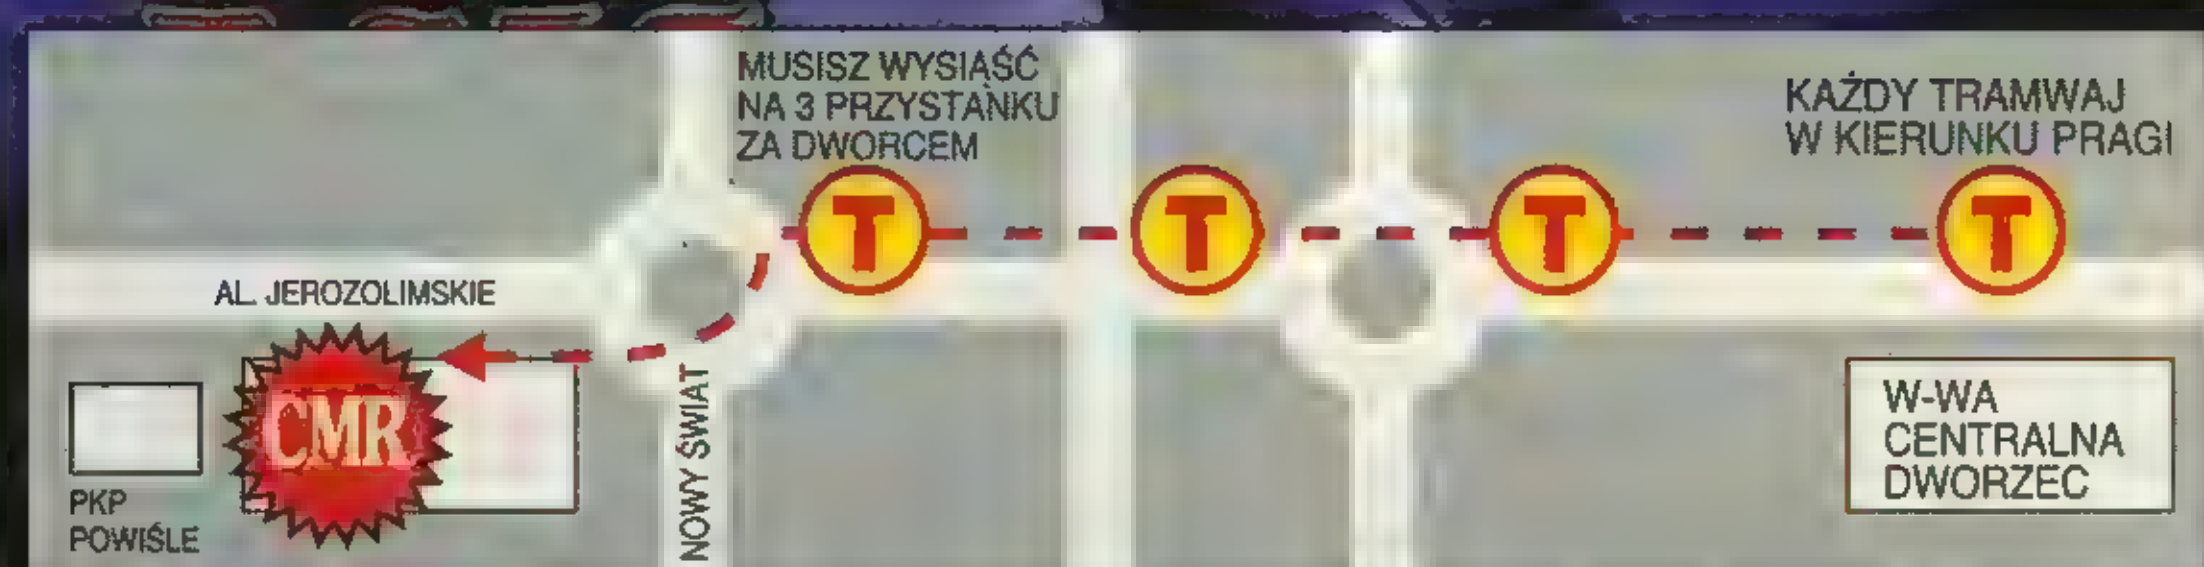 MUSISZ WYSIĄŚĆ
NA 3 PRZYSTANKU
ZA DWORCEM
KAŻDY TRAMWAJ
W KIERUNKU PRAGI
T
T
T
T
AL. JEROZOLIMSKIE
CMR
PKP
POWIŚLE
NOWY ŚWIAT
W-WA
CENTRALNA
DWORZEC